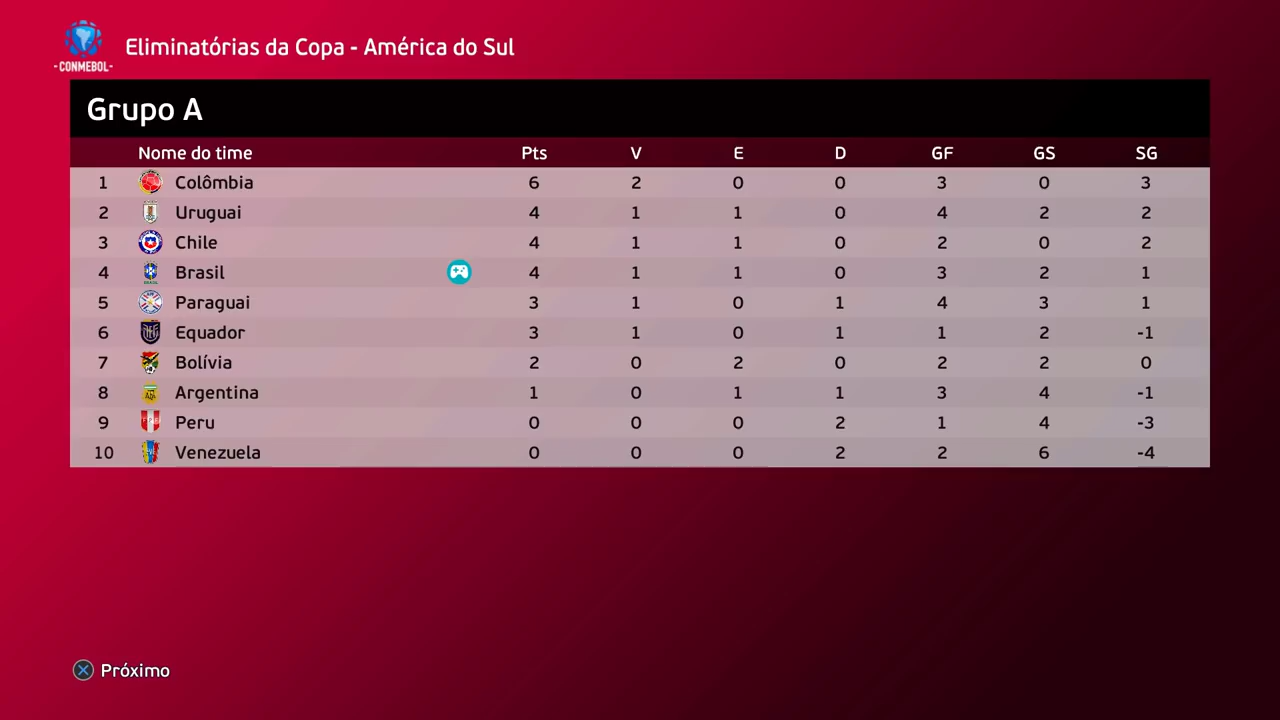 -CONMEBOL-
Eliminatórias da Copa - América do Sul
Grupo A
Nome do time Pts V E D GF GS SG
1 Colômbia 6 2 0 0 3 0 3
2 Uruguai 4 1 1 0 4 2 2
3 Chile 4 1 1 0 2 0 2
4 Brasil 4 1 1 0 3 2 1
5 Paraguai 3 1 0 1 4 3 1
6 Equador 3 1 0 1 1 2 -1
7 Bolívia 2 0 2 0 2 2 0
8 Argentina 1 0 1 1 3 4 -1
9 Peru 0 0 0 2 1 4 -3
10 Venezuela 0 0 0 2 2 6 -4
Próximo